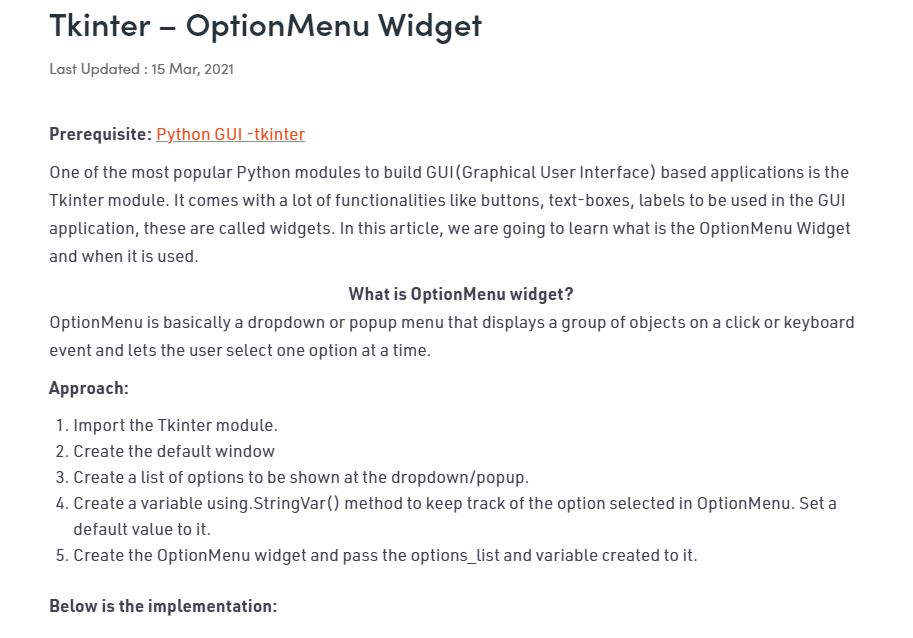 Tkinter – OptionMenu Widget
Last Updated : 15 Mar, 2021
Prerequisite: Python GUI -tkinter
One of the most popular Python modules to build GUI(Graphical User Interface) based applications is the
Tkinter module. It comes with a lot of functionalities like buttons, text-boxes, labels to be used in the GUI
application, these are called widgets. In this article, we are going to learn what is the OptionMenu Widget
and when it is used.
What is OptionMenu widget?
OptionMenu is basically a dropdown or popup menu that displays a group of objects on a click or keyboard
event and lets the user select one option at a time.
Approach:
1. Import the Tkinter module.
2. Create the default window
3. Create a list of options to be shown at the dropdown/popup.
4. Create a variable using.StringVar() method to keep track of the option selected in OptionMenu. Set a
default value to it.
5. Create the OptionMenu widget and pass the options_list and variable created to it.
Below is the implementation: